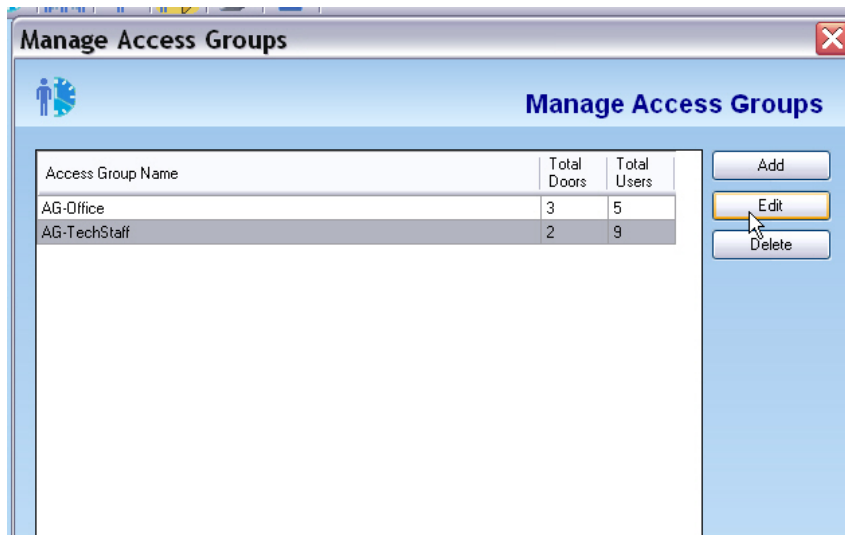 Manage Access Groups
Manage Access Groups
Access Group Name Total Doors Total Users
AG-Office 3 5
AG-TechStaff 2 9
Add
Edit
Delete